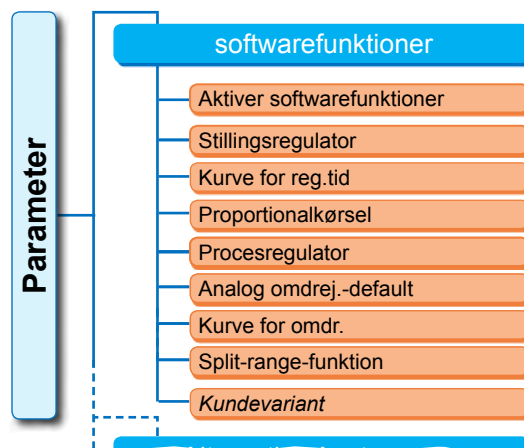 Parameter
softwarefunktioner
Aktiver softwarefunktioner
Stillingsregulator
Kurve for reg.tid
Proportionalkørsel
Procesregulator
Analog omdrej.-default
Kurve for omdr.
Split-range-funktion
Kundevariant